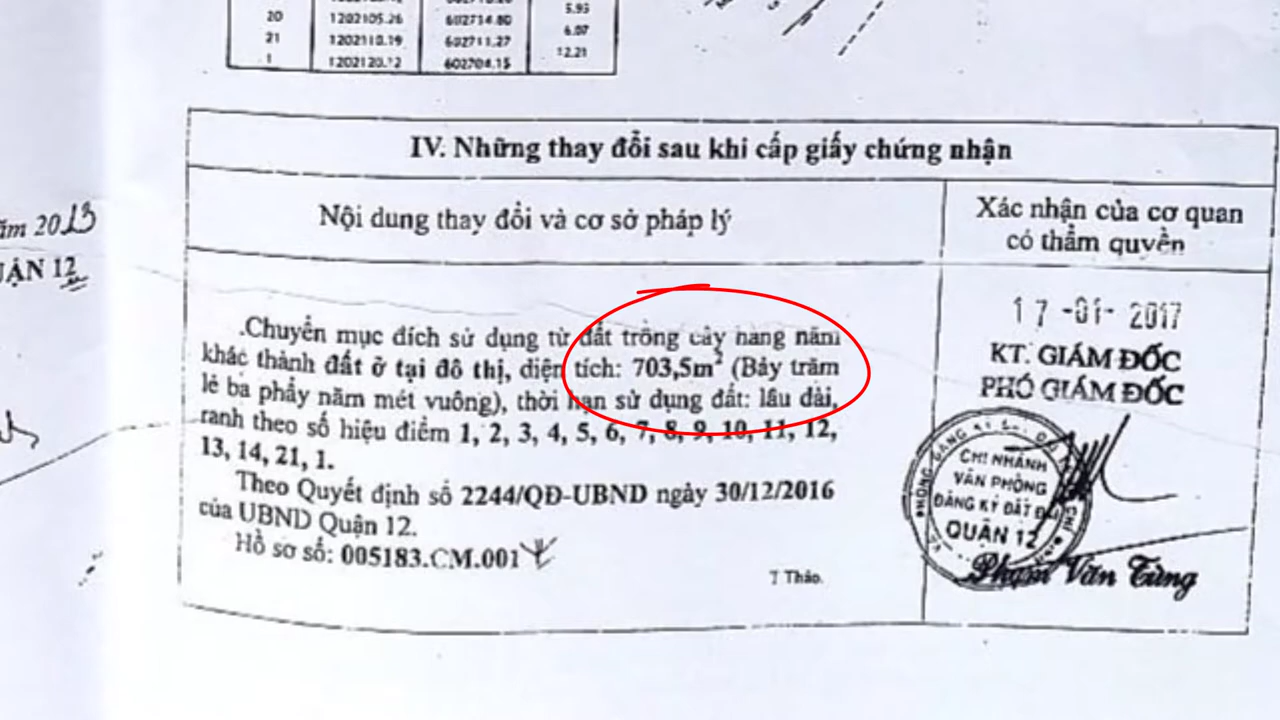 5.93
20 1202105.26 602714.80
6.07
21 1202110.19 602711.27
12.21
1 1202120.12 602704.15
IV. Những thay đổi sau khi cấp giấy chứng nhận
Nội dung thay đổi và cơ sở pháp lý
Xác nhận của cơ quan
có thẩm quyền
ăm 2013
UẬN 12
.Chuyển mục đích sử dụng từ đất trồng cây hàng năm
khác thành đất ở tại đô thị, diện tích: 703,5m² (Bảy trăm
lẻ ba phẩy năm mét vuông), thời hạn sử dụng đất: lâu dài,
ranh theo số hiệu điểm 1, 2, 3, 4, 5, 6, 7, 8, 9, 10, 11, 12,
13, 14, 21, 1.
Theo Quyết định số 2244/QĐ-UBND ngày 30/12/2016
của UBND Quận 12.
Hồ sơ số: 005183.CM.001
T Thảo.
17 -01- 2017
KT. GIÁM ĐỐC
PHÓ GIÁM ĐỐC
CHI NHÁNH
VĂN PHÒNG
ĐĂNG KÝ ĐẤT ĐAI
QUẬN 12
Phạm Văn Từng